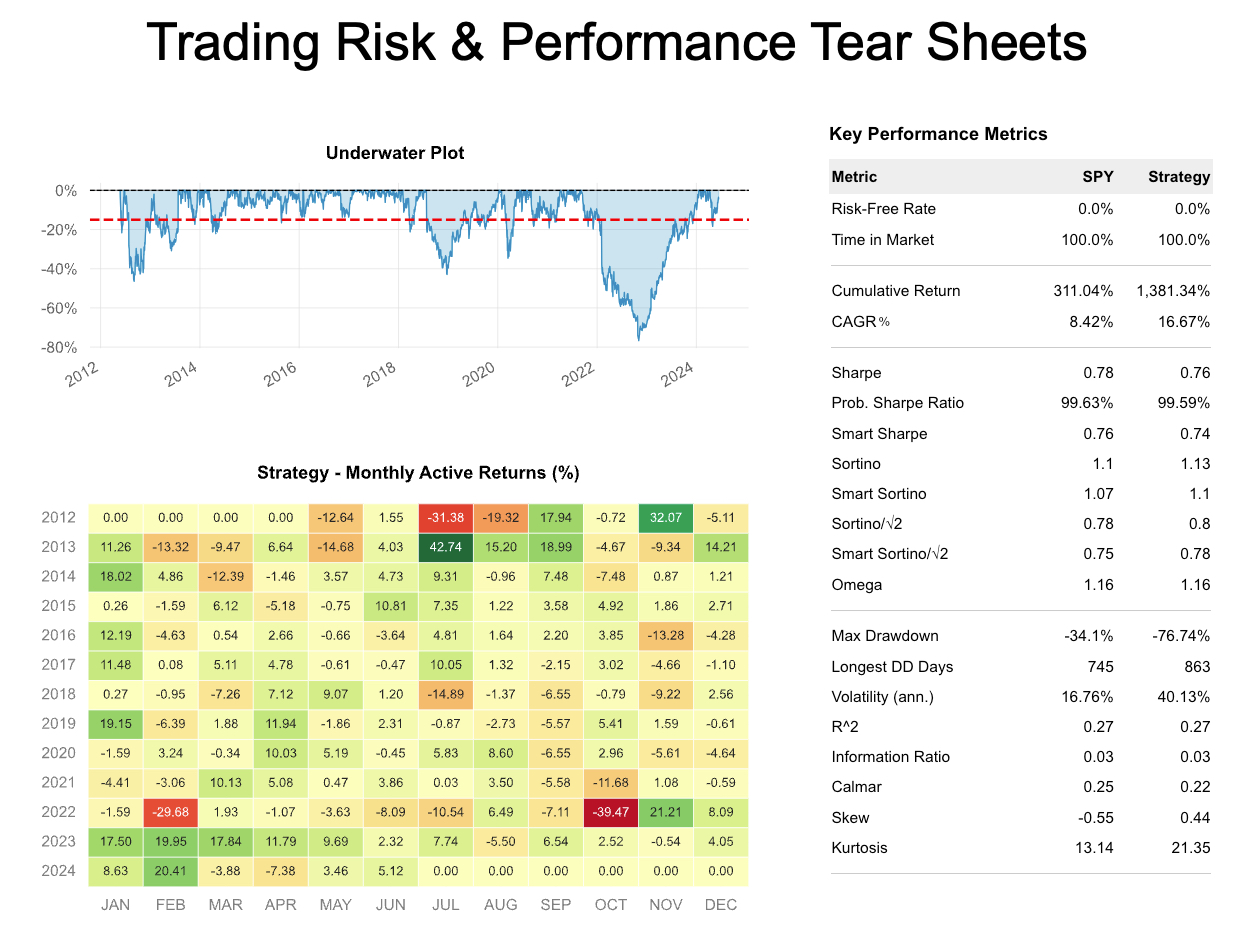 Trading Risk & Performance Tear Sheets
Underwater Plot
0%
-20%
-40%
-60%
-80%
2012 2014 2016 2018 2020 2022 2024
Strategy - Monthly Active Returns (%)
2012 0.00 0.00 0.00 0.00 -12.64 1.55 -31.38 -19.32 17.94 -0.72 32.07 -5.11
2013 11.26 -13.32 -9.47 6.64 -14.68 4.03 42.74 15.20 18.99 -4.67 -9.34 14.21
2014 18.02 4.86 -12.39 -1.46 3.57 4.73 9.31 -0.96 7.48 -7.48 0.87 1.21
2015 0.26 -1.59 6.12 -5.18 -0.75 10.81 7.35 1.22 3.58 4.92 1.86 2.71
2016 12.19 -4.63 0.54 2.66 -0.66 -3.64 4.81 1.64 2.20 3.85 -13.28 -4.28
2017 11.48 0.08 5.11 4.78 -0.61 -0.47 10.05 1.32 -2.15 3.02 -4.66 -1.10
2018 0.27 -0.95 -7.26 7.12 9.07 1.20 -14.89 -1.37 -6.55 -0.79 -9.22 2.56
2019 19.15 -6.39 1.88 11.94 -1.86 2.31 -0.87 -2.73 -5.57 5.41 1.59 -0.61
2020 -1.59 3.24 -0.34 10.03 5.19 -0.45 5.83 8.60 -6.55 2.96 -5.61 -4.64
2021 -4.41 -3.06 10.13 5.08 0.47 3.86 0.03 3.50 -5.58 -11.68 1.08 -0.59
2022 -1.59 -29.68 1.93 -1.07 -3.63 -8.09 -10.54 6.49 -7.11 -39.47 21.21 8.09
2023 17.50 19.95 17.84 11.79 9.69 2.32 7.74 -5.50 6.54 2.52 -0.54 4.05
2024 8.63 20.41 -3.88 -7.38 3.46 5.12 0.00 0.00 0.00 0.00 0.00 0.00
JAN FEB MAR APR MAY JUN JUL AUG SEP OCT NOV DEC
Key Performance Metrics
Metric SPY Strategy
Risk-Free Rate 0.0% 0.0%
Time in Market 100.0% 100.0%
Cumulative Return 311.04% 1,381.34%
CAGR% 8.42% 16.67%
Sharpe 0.78 0.76
Prob. Sharpe Ratio 99.63% 99.59%
Smart Sharpe 0.76 0.74
Sortino 1.1 1.13
Smart Sortino 1.07 1.1
Sortino/√2 0.78 0.8
Smart Sortino/√2 0.75 0.78
Omega 1.16 1.16
Max Drawdown -34.1% -76.74%
Longest DD Days 745 863
Volatility (ann.) 16.76% 40.13%
R^2 0.27 0.27
Information Ratio 0.03 0.03
Calmar 0.25 0.22
Skew -0.55 0.44
Kurtosis 13.14 21.35